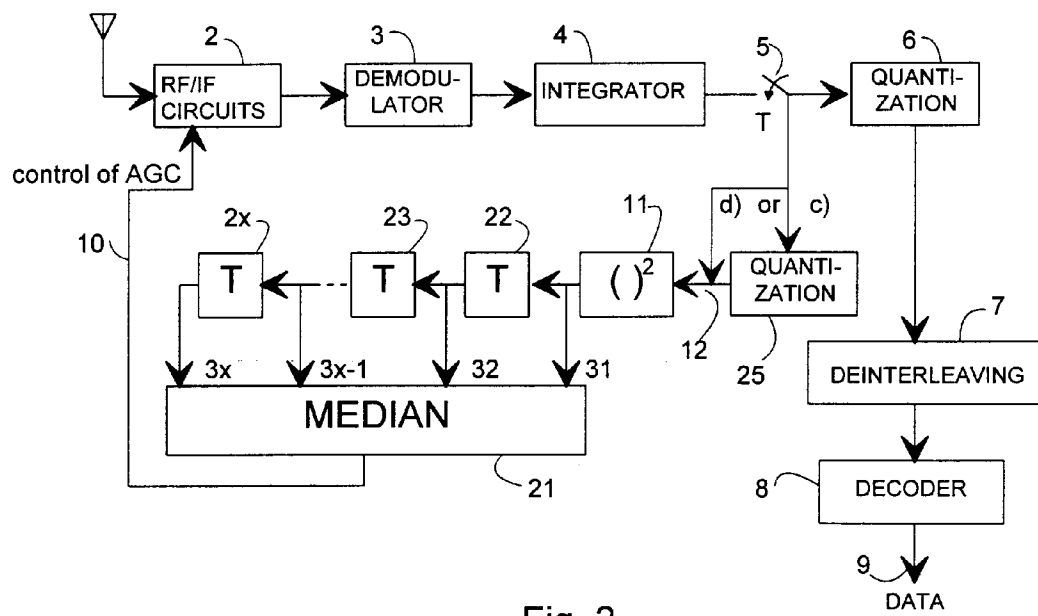 2
3
4
5
6
RF/IF
CIRCUITS
DEMODU-
LATOR
INTEGRATOR
T
QUANTI-
ZATION
control of AGC
10
2x
23
22
11
d) or c)
T
T
T
( )²
QUANTI-
ZATION
12
25
7
3x
3x-1
32
31
DEINTERLEAVING
MEDIAN
21
8
DECODER
9
DATA